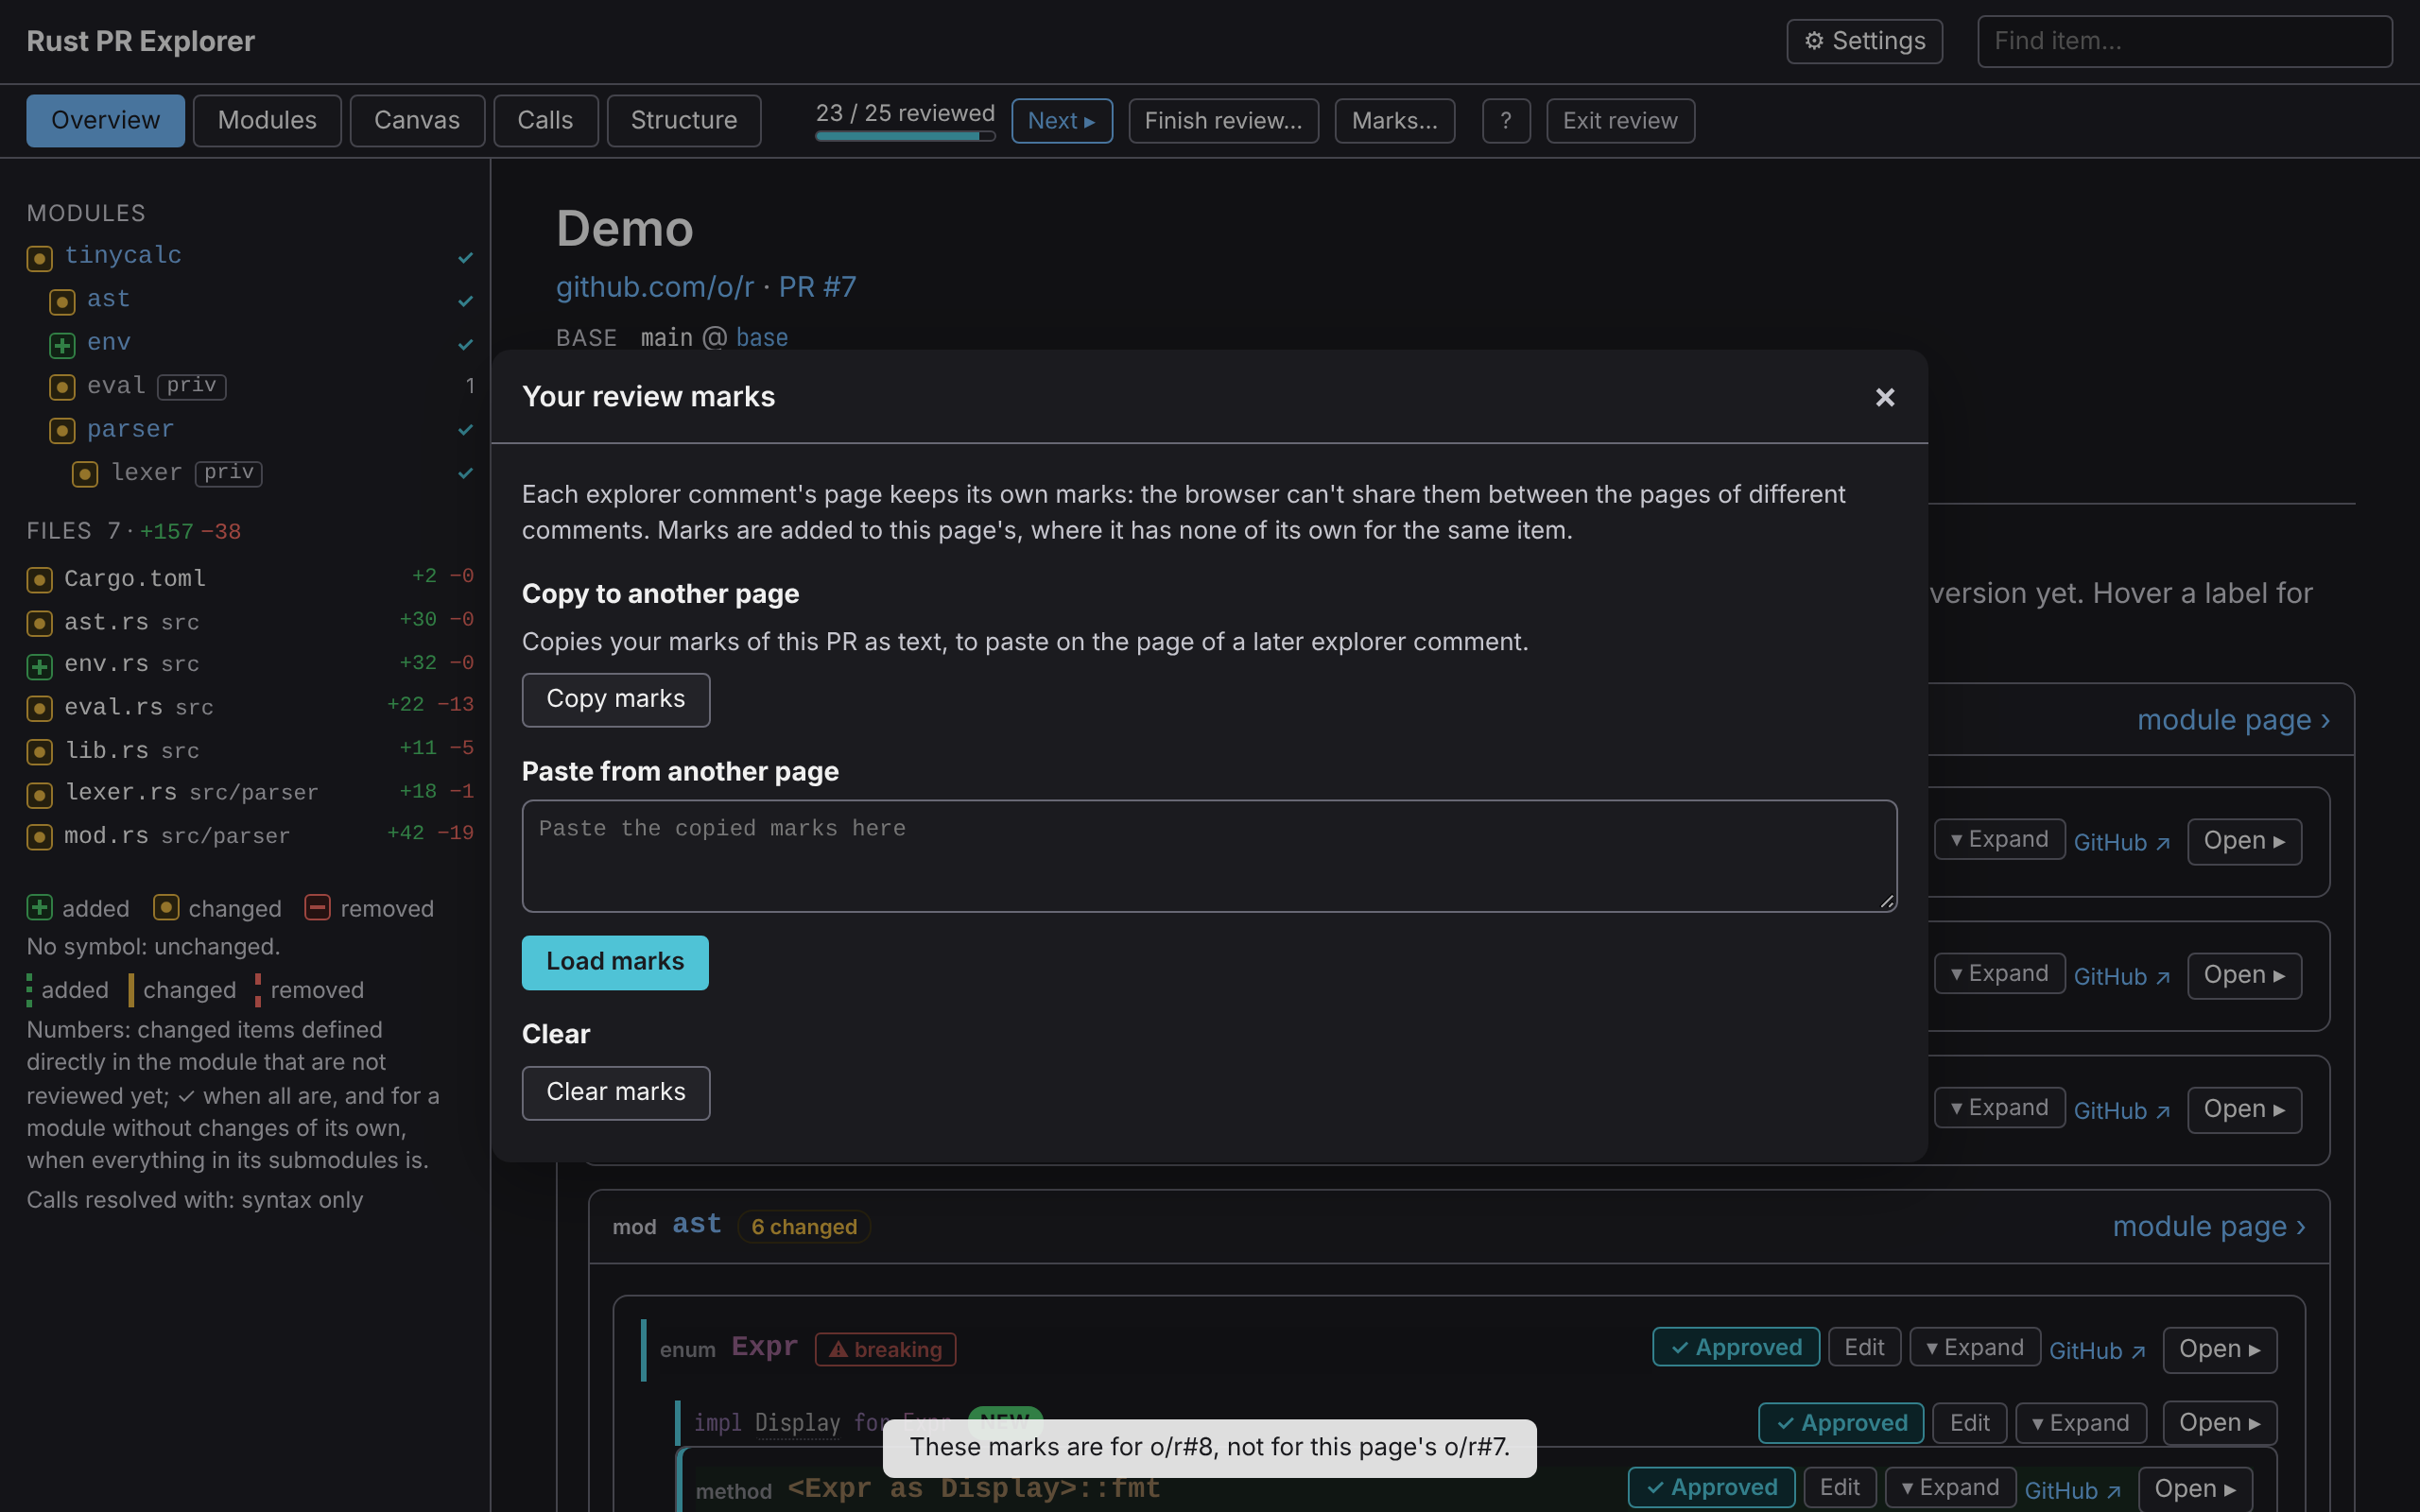 Rust PR Explorer
⚙ Settings
Find item...
Overview
Modules
Canvas
Calls
Structure
23 / 25 reviewed
Next ▸
Finish review...
Marks...
?
Exit review
MODULES
tinycalc ✓
ast ✓
env ✓
eval priv 1
parser ✓
lexer priv ✓
FILES 7 · +157 −38
Cargo.toml +2 −0
ast.rs src +30 −0
env.rs src +32 −0
eval.rs src +22 −13
lib.rs src +11 −5
lexer.rs src/parser +18 −1
mod.rs src/parser +42 −19
added changed removed
No symbol: unchanged.
added changed removed
Numbers: changed items defined
directly in the module that are not
reviewed yet; ✓ when all are, and for a
module without changes of its own,
when everything in its submodules is.
Calls resolved with: syntax only
Demo
github.com/o/r · PR #7
BASE main @ base
Your review marks ×
Each explorer comment's page keeps its own marks: the browser can't share them between the pages of different
comments. Marks are added to this page's, where it has none of its own for the same item.
Copy to another page
Copies your marks of this PR as text, to paste on the page of a later explorer comment.
Copy marks
Paste from another page
Paste the copied marks here
Load marks
Clear
Clear marks
version yet. Hover a label for
module page ›
▾ Expand GitHub ↗ Open ▸
▾ Expand GitHub ↗ Open ▸
▾ Expand GitHub ↗ Open ▸
mod ast 6 changed module page ›
enum Expr ⚠ breaking ✓ Approved Edit ▾ Expand GitHub ↗ Open ▸
impl Display for Expr NEW ✓ Approved Edit ▾ Expand Open ▸
These marks are for o/r#8, not for this page's o/r#7.
method <Expr as Display>::fmt ✓ Approved Edit ▾ Expand GitHub ↗ Open ▸